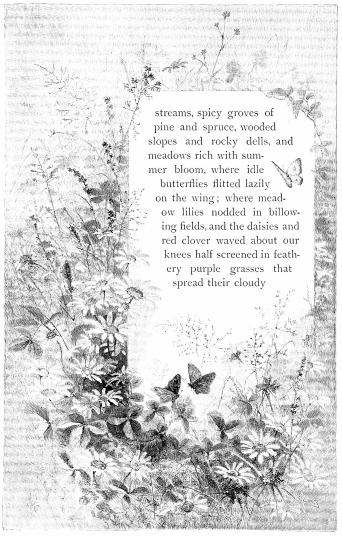 streams, spicy groves of
pine and spruce, wooded
slopes and rocky dells, and
meadows rich with sum-
mer bloom, where idle
butterflies flitted lazily
on the wing; where mead-
ow lilies nodded in billow-
ing fields, and the daisies and
red clover waved about our
knees half screened in feath-
ery purple grasses that
spread their cloudy